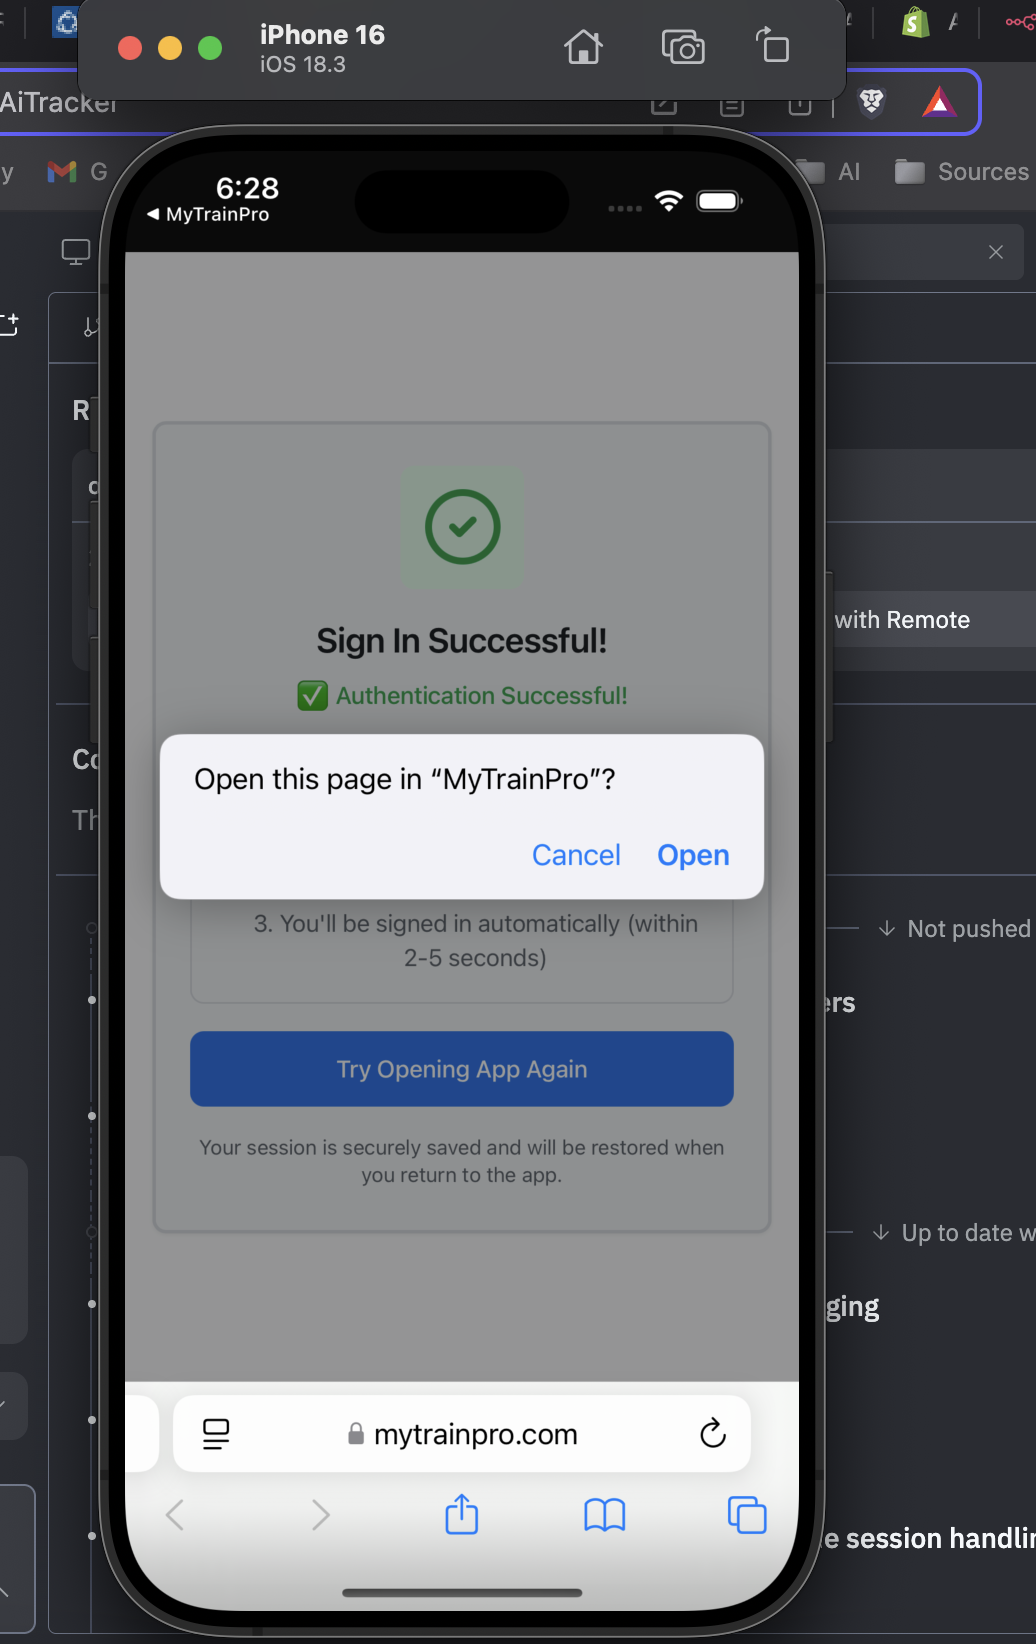 iPhone 16
iOS 18.3
AiTracker
y
G
AI
Sources
6:28
MyTrainPro
R
with Remote
Sign In Successful!
✅ Authentication Successful!
Co
Th
Open this page in “MyTrainPro”?
Cancel
Open
3. You'll be signed in automatically (within
2-5 seconds)
Not pushed
ers
Try Opening App Again
Your session is securely saved and will be restored when
you return to the app.
Up to date w
ging
mytrainpro.com
e session handlin